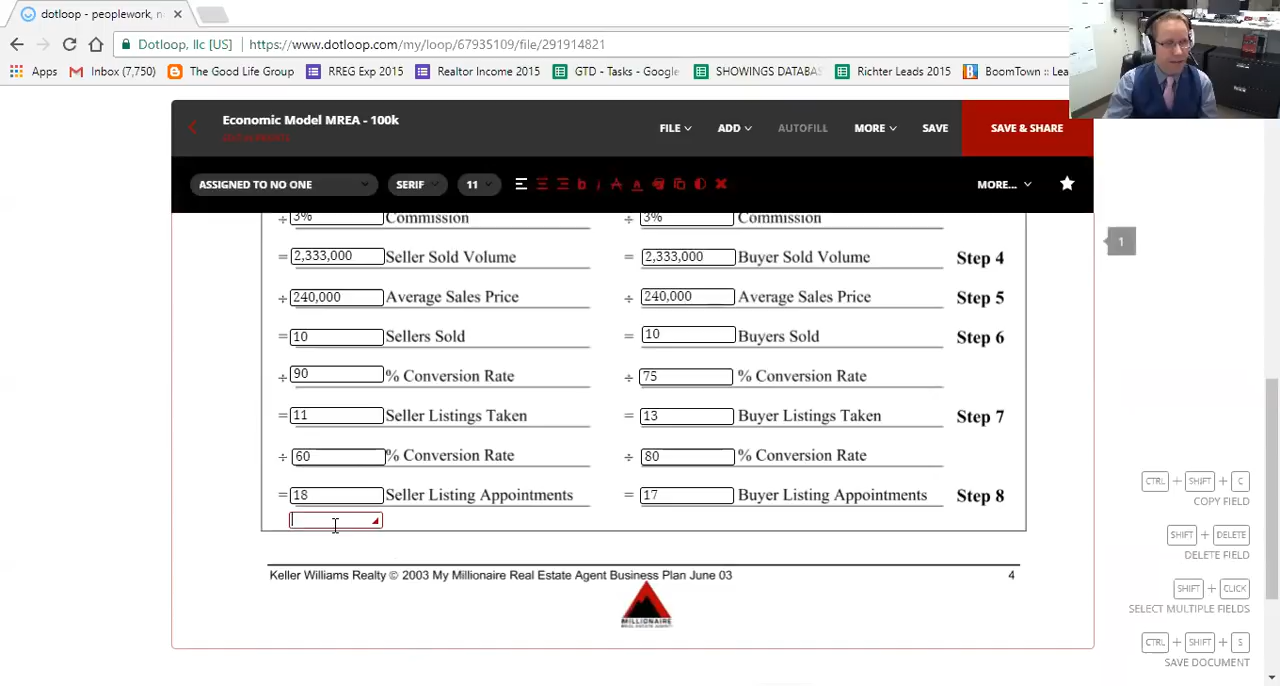 dotloop - peoplework, n
Dotloop, llc [US] https://www.dotloop.com/my/loop/67935109/file/291914821
Apps Inbox (7,750) The Good Life Group RREG Exp 2015 Realtor Income 2015 GTD - Tasks - Google SHOWINGS DATABAS Richter Leads 2015 BoomTown :: Lea
Economic Model MREA - 100k
FILE ADD AUTOFILL MORE SAVE SAVE & SHARE
ASSIGNED TO NO ONE SERIF 11 MORE...
÷ 3% Commission ÷ 3% Commission
1
= 2,333,000 Seller Sold Volume = 2,333,000 Buyer Sold Volume Step 4
÷ 240,000 Average Sales Price ÷ 240,000 Average Sales Price Step 5
= 10 Sellers Sold = 10 Buyers Sold Step 6
÷ 90 % Conversion Rate ÷ 75 % Conversion Rate
= 11 Seller Listings Taken = 13 Buyer Listings Taken Step 7
÷ 60 % Conversion Rate ÷ 80 % Conversion Rate
= 18 Seller Listing Appointments = 17 Buyer Listing Appointments Step 8
Keller Williams Realty © 2003 My Millionaire Real Estate Agent Business Plan June 03 4
MILLIONAIRE
CTRL + SHIFT + C
COPY FIELD
SHIFT + DELETE
DELETE FIELD
SHIFT + CLICK
SELECT MULTIPLE FIELDS
CTRL + SHIFT + S
SAVE DOCUMENT